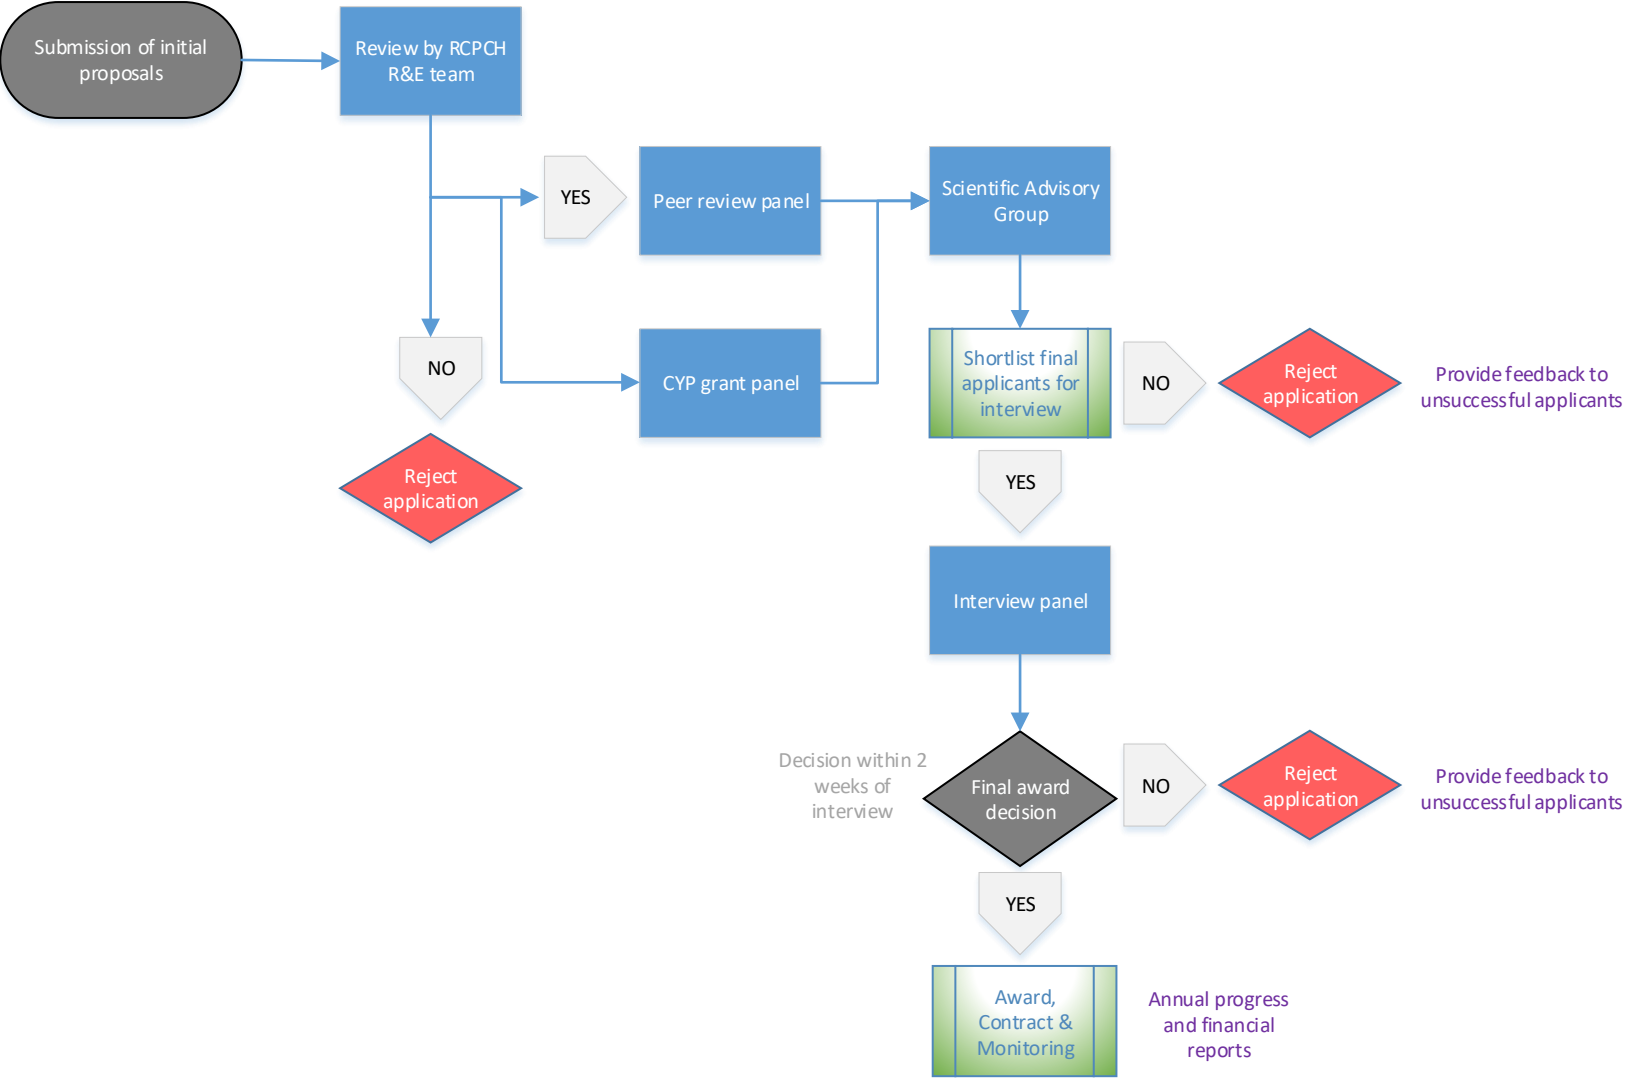 Submission of initial
proposals
Review by RCPCH
R&E team
YES
Peer review panel
Scientific Advisory
Group
NO
CYP grant panel
Shortlist final
applicants for
interview
NO
Reject
application
Provide feedback to
unsuccessful applicants
Reject
application
YES
Interview panel
Decision within 2
weeks of
interview
Final award
decision
NO
Reject
application
Provide feedback to
unsuccessful applicants
YES
Award,
Contract &
Monitoring
Annual progress
and financial
reports